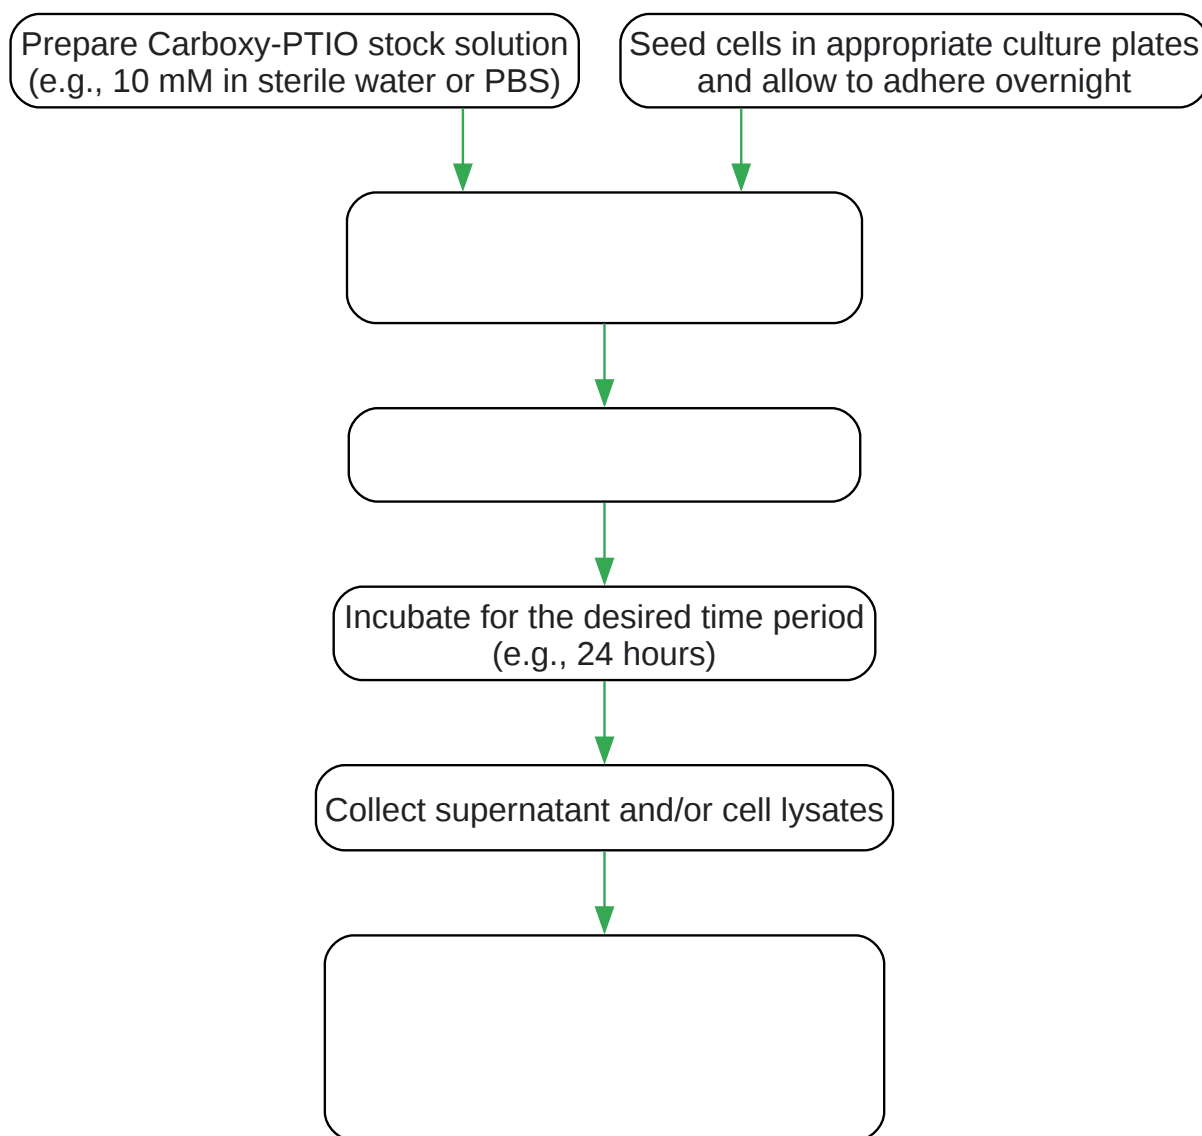 Prepare Carboxy-PTIO stock solution
(e.g., 10 mM in sterile water or PBS)
Seed cells in appropriate culture plates
and allow to adhere overnight
Incubate for the desired time period
(e.g., 24 hours)
Collect supernatant and/or cell lysates